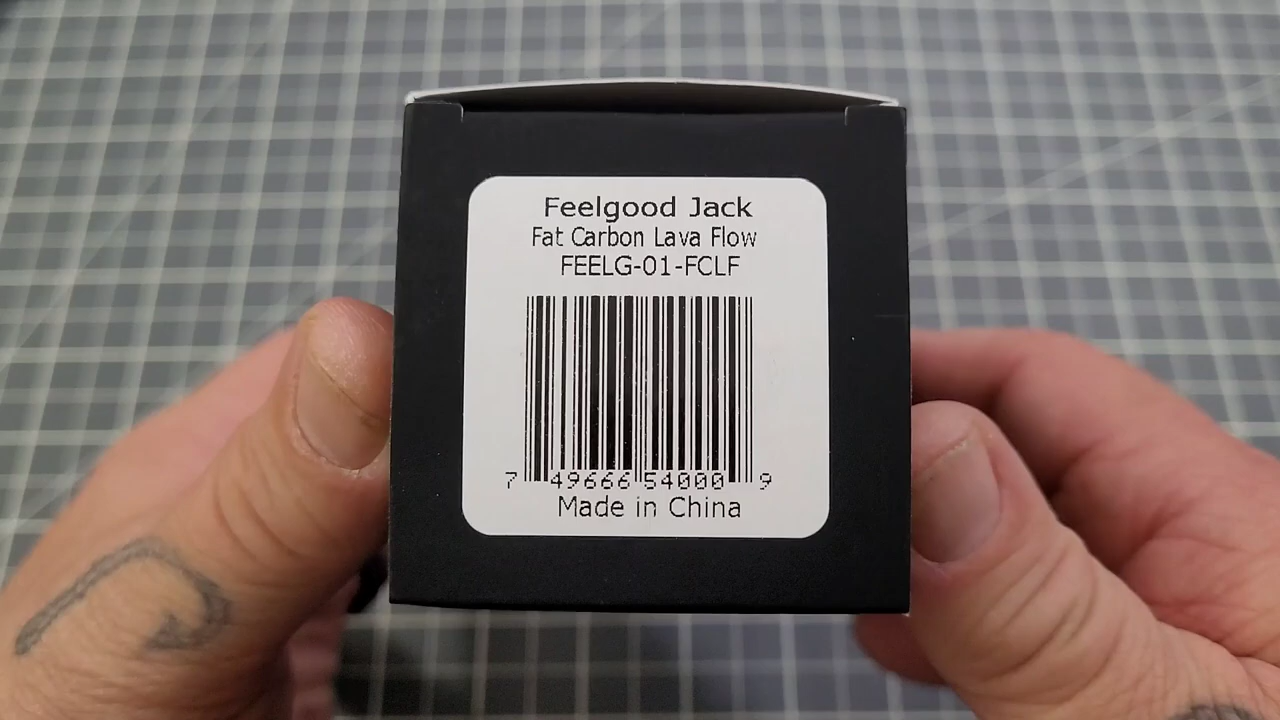 Feelgood Jack
Fat Carbon Lava Flow
FEELG-01-FCLF
7 49666 54000 9
Made in China